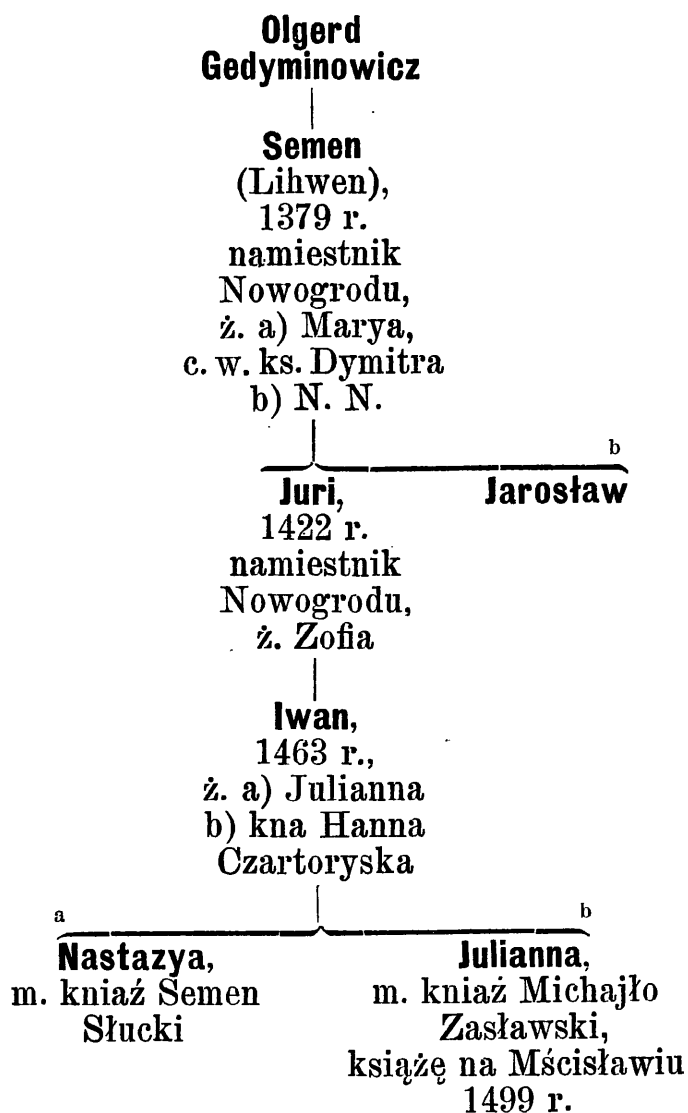 Olgerd
Gedyminowicz
Semen
(Lihwen),
1379 r.
namiestnik
Nowogrodu,
ż. a) Marya,
c. w. ks. Dymitra
b) N. N.
b
Juri, Jarosław
1422 r.
namiestnik
Nowogrodu,
ż. Zofia
Iwan,
1463 r.,
ż. a) Julianna
b) kna Hanna
Czartoryska
a b
Nastazya,
m. kniaź Semen
Słucki
Julianna,
m. kniaź Michajło
Zasławski,
książę na Mścisławiu
1499 r.